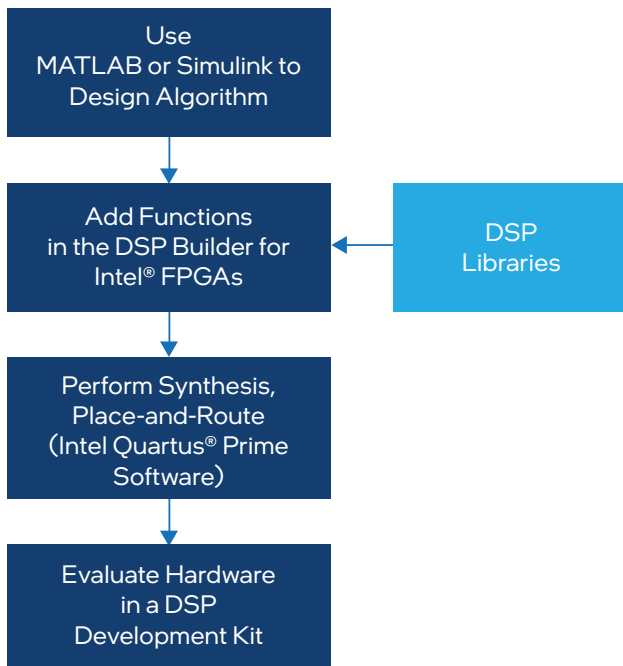 Use
MATLAB or Simulink to
Design Algorithm
Add Functions
in the DSP Builder for
Intel® FPGAs
DSP
Libraries
Perform Synthesis,
Place-and-Route
(Intel Quartus® Prime
Software)
Evaluate Hardware
in a DSP
Development Kit